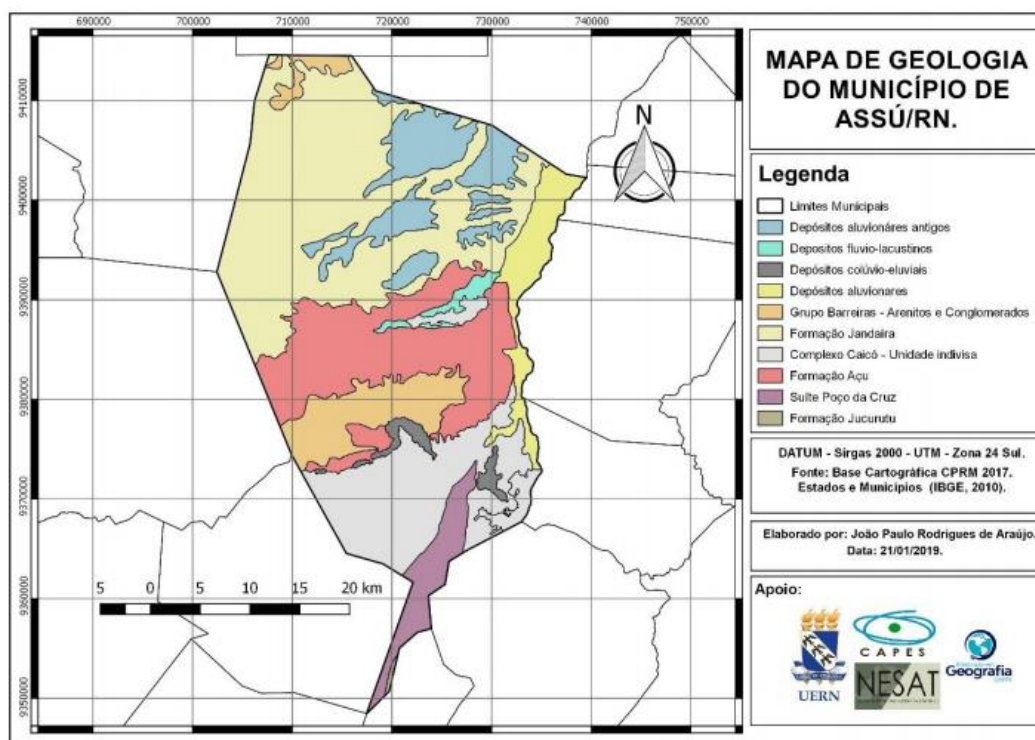 690000 700000 710000 720000 730000 740000 750000
9410000
9400000
9390000
9380000
9370000
9360000
9350000
N
5 0 5 10 15 20 km
MAPA DE GEOLOGIA
DO MUNICÍPIO DE
ASSÚ/RN.
Legenda
Limites Municipais
Depósitos aluvionáres antigos
Depositos fluvio-lacustinos
Depósitos colúvio-eluviais
Depósitos aluvionares
Grupo Barreiras - Arenitos e Conglomerados
Formação Jandaira
Complexo Caicó - Unidade indivisa
Formação Açu
Suíte Poço da Cruz
Formação Jucurutu
DATUM - Sirgas 2000 - UTM - Zona 24 Sul.
Fonte: Base Cartográfica CPRM 2017.
Estados e Municípios (IBGE, 2010).
Elaborado por: João Paulo Rodrigues de Araújo.
Data: 21/01/2019.
Apoio:
UERN
CAPES
NESAT
Geografia